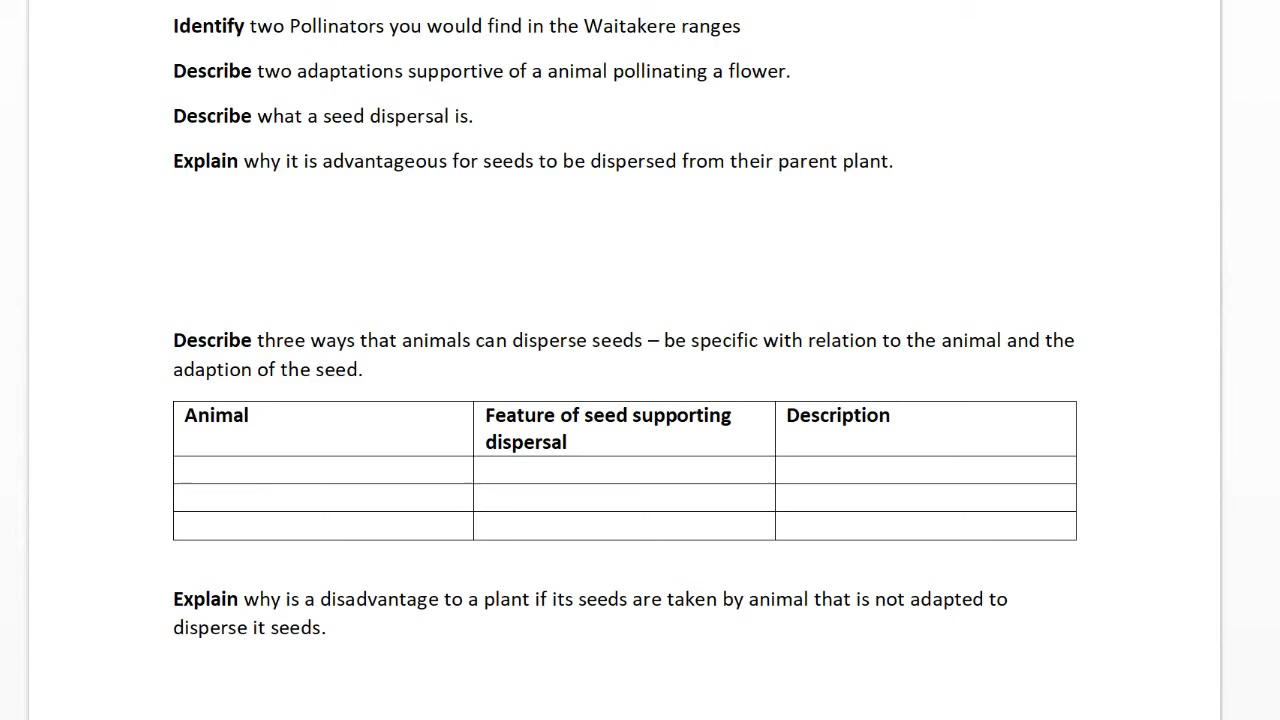 Identify two Pollinators you would find in the Waitakere ranges
Describe two adaptations supportive of a animal pollinating a flower.
Describe what a seed dispersal is.
Explain why it is advantageous for seeds to be dispersed from their parent plant.
Describe three ways that animals can disperse seeds – be specific with relation to the animal and the
adaption of the seed.
Animal
Feature of seed supporting
dispersal
Description
Explain why is a disadvantage to a plant if its seeds are taken by animal that is not adapted to
disperse it seeds.